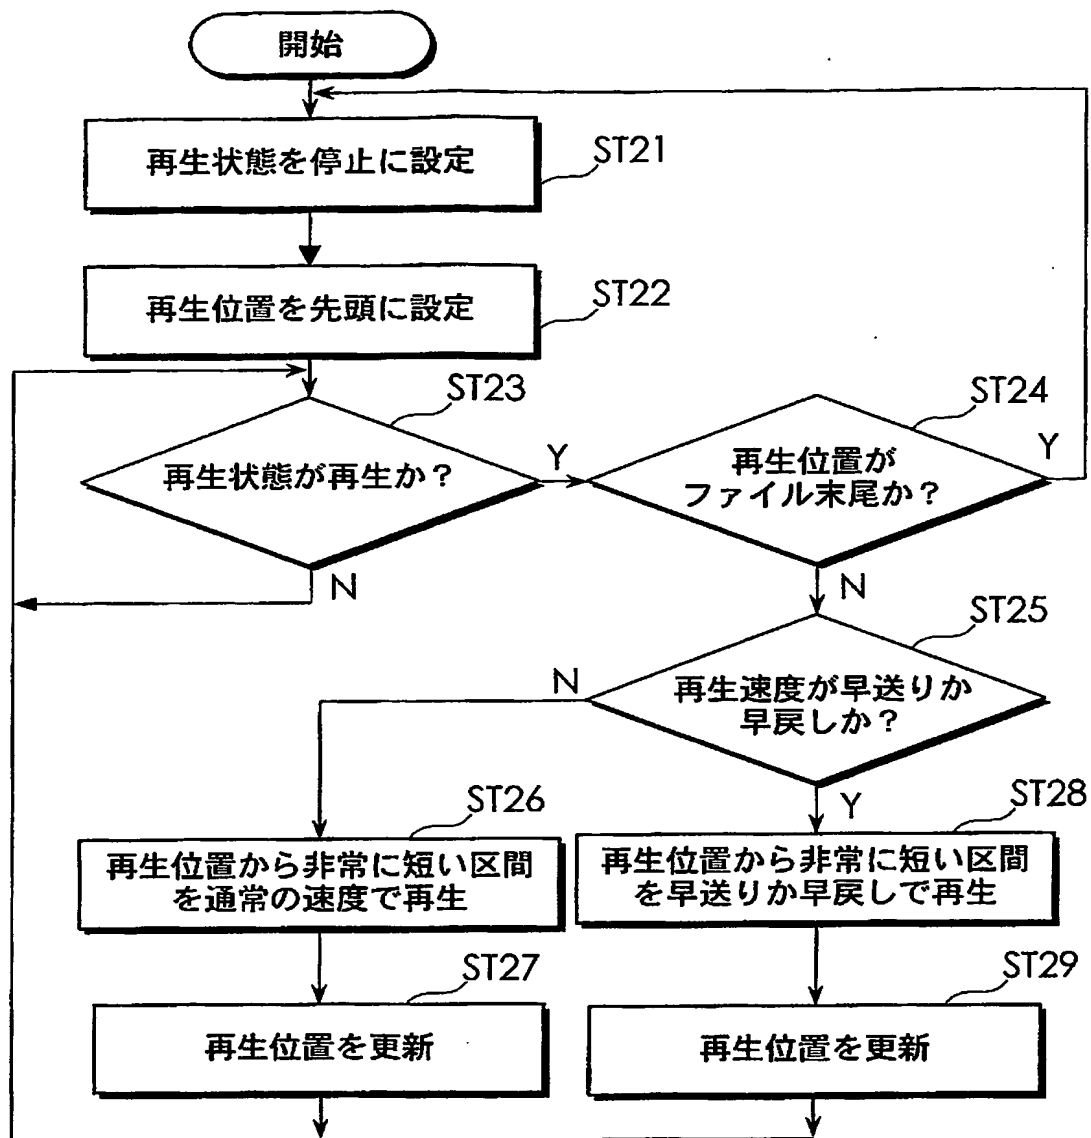 開始
再生状態を停止に設定
ST21
再生位置を先頭に設定
ST22
再生状態が再生か？
ST23
Y
N
再生位置が
ファイル末尾か？
ST24
Y
N
再生速度が早送りか
早戻しか？
ST25
N
Y
再生位置から非常に短い区間
を通常の速度で再生
ST26
再生位置から非常に短い区間
を早送りか早戻しで再生
ST28
再生位置を更新
ST27
再生位置を更新
ST29